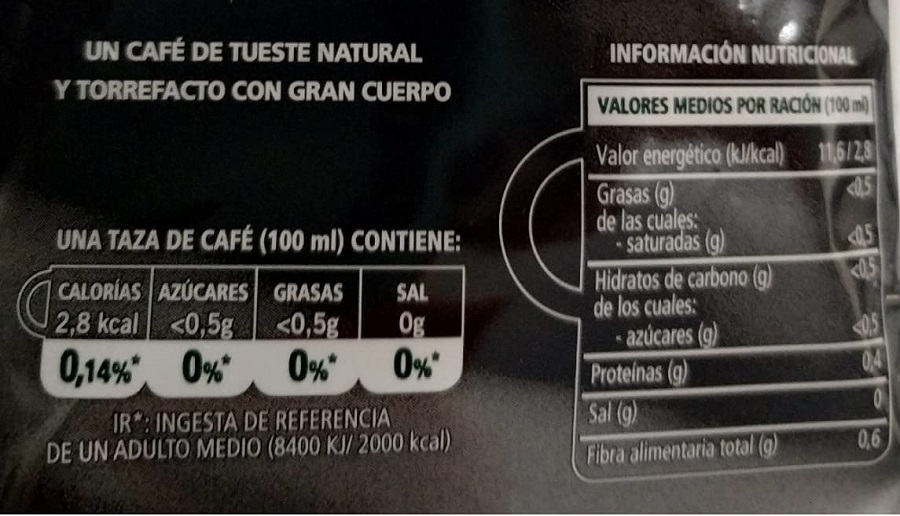 UN CAFÉ DE TUESTE NATURAL
Y TORREFACTO CON GRAN CUERPO
UNA TAZA DE CAFÉ (100 ml) CONTIENE:
CALORÍAS AZÚCARES GRASAS SAL
2,8 kcal <0,5g <0,5g 0g
0,14%* 0%* 0%* 0%*
IR*: INGESTA DE REFERENCIA
DE UN ADULTO MEDIO (8400 KJ/ 2000 kcal)
INFORMACIÓN NUTRICIONAL
VALORES MEDIOS POR RACIÓN (100 ml)
Valor energético (kJ/kcal) 11,6/2,8
Grasas (g) <0,5
de las cuales:
- saturadas (g) <0,5
Hidratos de carbono (g) <0,5
de los cuales:
- azúcares (g) <0,5
Proteínas (g) 0,4
Sal (g) 0
Fibra alimentaria total (g) 0,6